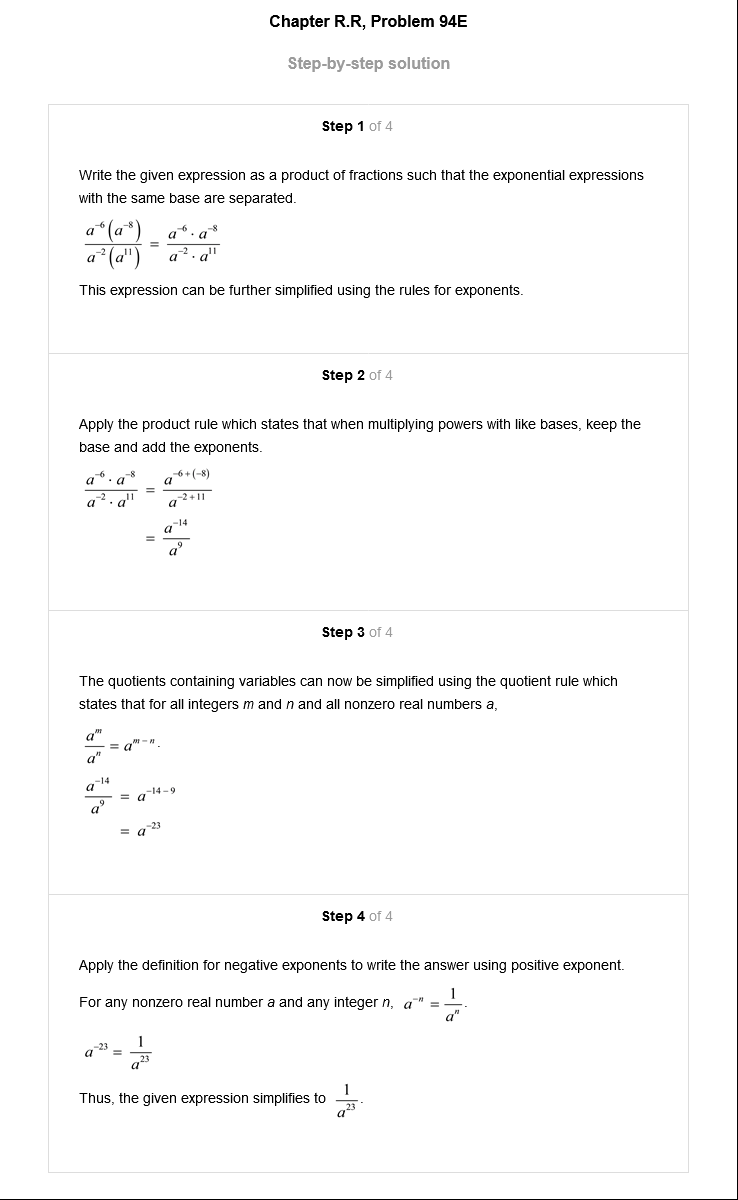 Chapter R.R, Problem 94E
Step-by-step solution
Step 1 of 4
Write the given expression as a product of fractions such that the exponential expressions
with the same base are separated.
\frac{a^{-6}(a^{-8})}{a^{-2}(a^{11})} = \frac{a^{-6} \cdot a^{-8}}{a^{-2} \cdot a^{11}}
This expression can be further simplified using the rules for exponents.
Step 2 of 4
Apply the product rule which states that when multiplying powers with like bases, keep the
base and add the exponents.
\frac{a^{-6} \cdot a^{-8}}{a^{-2} \cdot a^{11}} = \frac{a^{-6+(-8)}}{a^{-2+11}}
= \frac{a^{-14}}{a^{9}}
Step 3 of 4
The quotients containing variables can now be simplified using the quotient rule which
states that for all integers m and n and all nonzero real numbers a,
\frac{a^{m}}{a^{n}} = a^{m-n}.
\frac{a^{-14}}{a^{9}} = a^{-14-9}
= a^{-23}
Step 4 of 4
Apply the definition for negative exponents to write the answer using positive exponent.
For any nonzero real number a and any integer n, a^{-n} = \frac{1}{a^{n}}.
a^{-23} = \frac{1}{a^{23}}
Thus, the given expression simplifies to \frac{1}{a^{23}}.